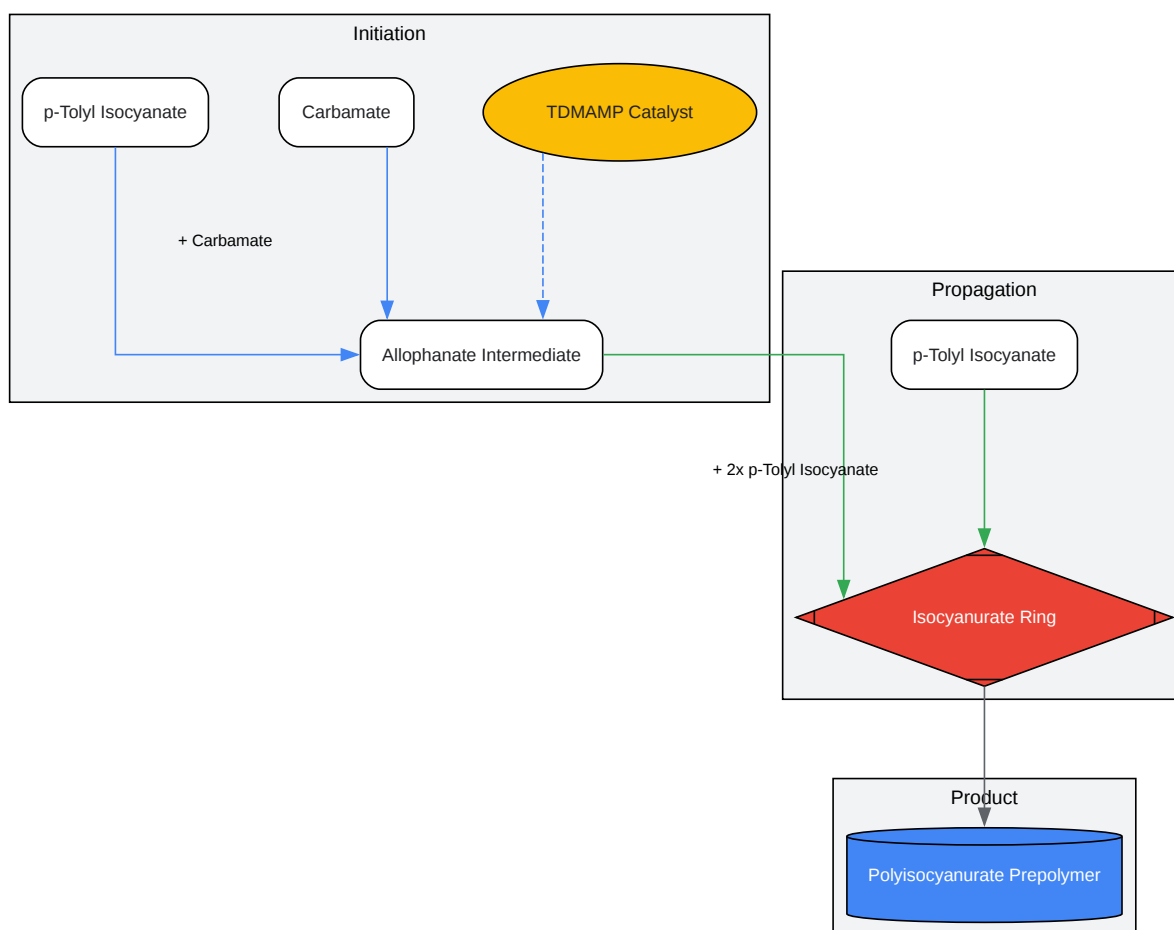 Initiation
p-Tolyl Isocyanate
Carbamate
TDMAMP Catalyst
+ Carbamate
Allophanate Intermediate
Propagation
p-Tolyl Isocyanate
+ 2x p-Tolyl Isocyanate
Isocyanurate Ring
Product
Polyisocyanurate Prepolymer